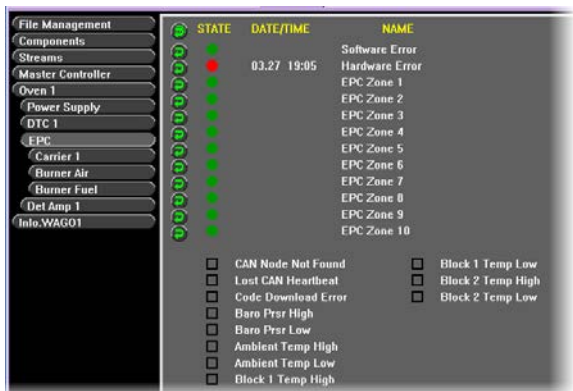 File Management
Components
Streams
Master Controller
Oven 1
Power Supply
DTC 1
EPC
Carrier 1
Burner Air
Burner Fuel
Det Amp 1
Info.WAGO1
STATE DATE/TIME NAME
Software Error
03.27 19:05 Hardware Error
EPC Zone 1
EPC Zone 2
EPC Zone 3
EPC Zone 4
EPC Zone 5
EPC Zone 6
EPC Zone 7
EPC Zone 8
EPC Zone 9
EPC Zone 10
CAN Node Not Found
Lost CAN Heartbeat
Code Download Error
Baro Prsr High
Baro Prsr Low
Ambient Temp High
Ambient Temp Low
Block 1 Temp High
Block 1 Temp Low
Block 2 Temp High
Block 2 Temp Low